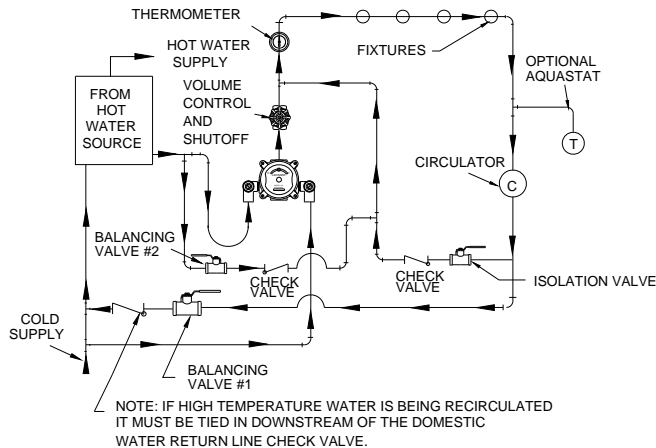 THERMOMETER
HOT WATER
SUPPLY
FIXTURES
OPTIONAL
AQUASTAT
FROM
HOT
WATER
SOURCE
VOLUME
CONTROL
AND
SHUTOFF
T
CIRCULATOR
C
BALANCING
VALVE #2
CHECK
VALVE
CHECK
VALVE
ISOLATION VALVE
COLD
SUPPLY
BALANCING
VALVE #1
NOTE: IF HIGH TEMPERATURE WATER IS BEING RECIRCULATED
IT MUST BE TIED IN DOWNSTREAM OF THE DOMESTIC
WATER RETURN LINE CHECK VALVE.